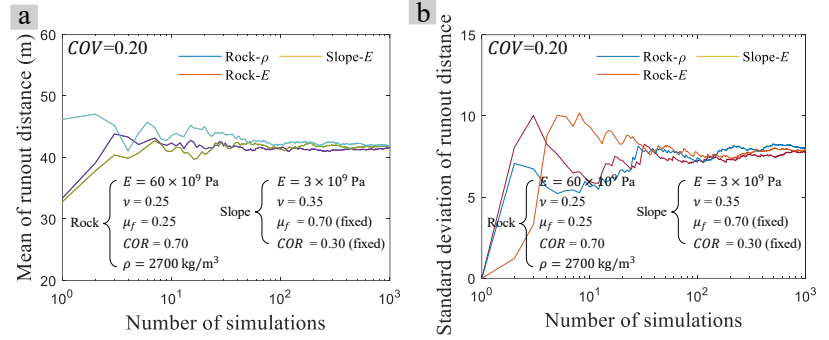 a
COV=0.20
Rock-ρ
Slope-E
Rock-E
Mean of runout distance (m)
60
50
40
30
20
Rock
E = 60 × 10⁹ Pa
ν = 0.25
μ_f = 0.25
COR = 0.70
ρ = 2700 kg/m³
Slope
E = 3 × 10⁹ Pa
ν = 0.35
μ_f = 0.70 (fixed)
COR = 0.30 (fixed)
10⁰
10¹
10²
10³
Number of simulations
b
COV=0.20
Rock-ρ
Slope-E
Rock-E
Standard deviation of runout distance
15
10
5
0
Rock
E = 60 × 10⁹ Pa
ν = 0.25
μ_f = 0.25
COR = 0.70
ρ = 2700 kg/m³
Slope
E = 3 × 10⁹ Pa
ν = 0.35
μ_f = 0.70 (fixed)
COR = 0.30 (fixed)
10⁰
10¹
10²
10³
Number of simulations